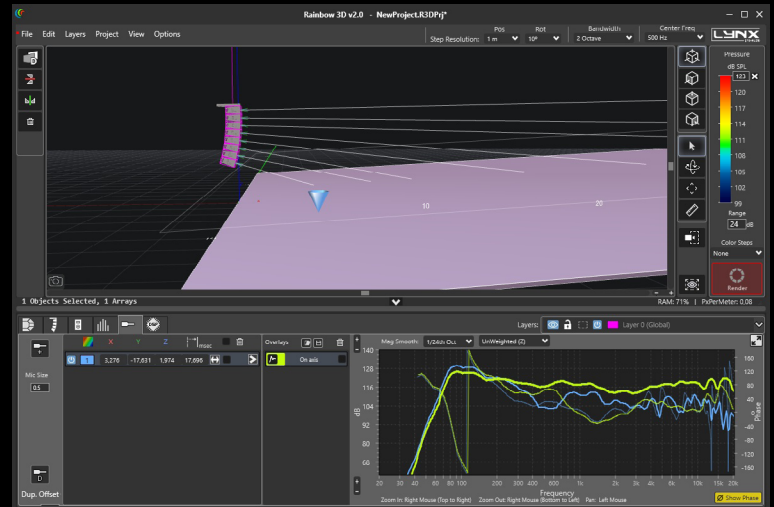 Rainbow 3D v2.0 - NewProject.R3DPrj*
File Edit Layers Project View Options
Step Resolution:
Pos
1 m
Rot
10º
Bandwidth
2 Octave
Center Freq
500 Hz
LYNX
Pressure
dB SPL
123
120
117
114
111
108
105
102
99
Range
24 dB
Color Steps
None
Render
10
20
1 Objects Selected, 1 Arrays
RAM: 71% | PxPerMeter: 0,08
Layers:
Layer 0 (Global)
Mic Size
0.5
Dup. Offset
X Y Z msec
1 3,276 -17,631 1,974 17,696
Overlays
On axis
Mag Smooth: 1/24th Oct
UnWeighted (Z)
dB
140
128
116
104
92
80
68
160
120
80
40
0
-40
-80
-120
-160
Phase
20 30 40 60 80 100 200 300 400 600 1k 2k 3k 4k 6k 10k 15k 20k
Frequency
Zoom In: Right Mouse (Top to Right) Zoom Out: Right Mouse (Bottom to Left) Pan: Left Mouse
Show Phase